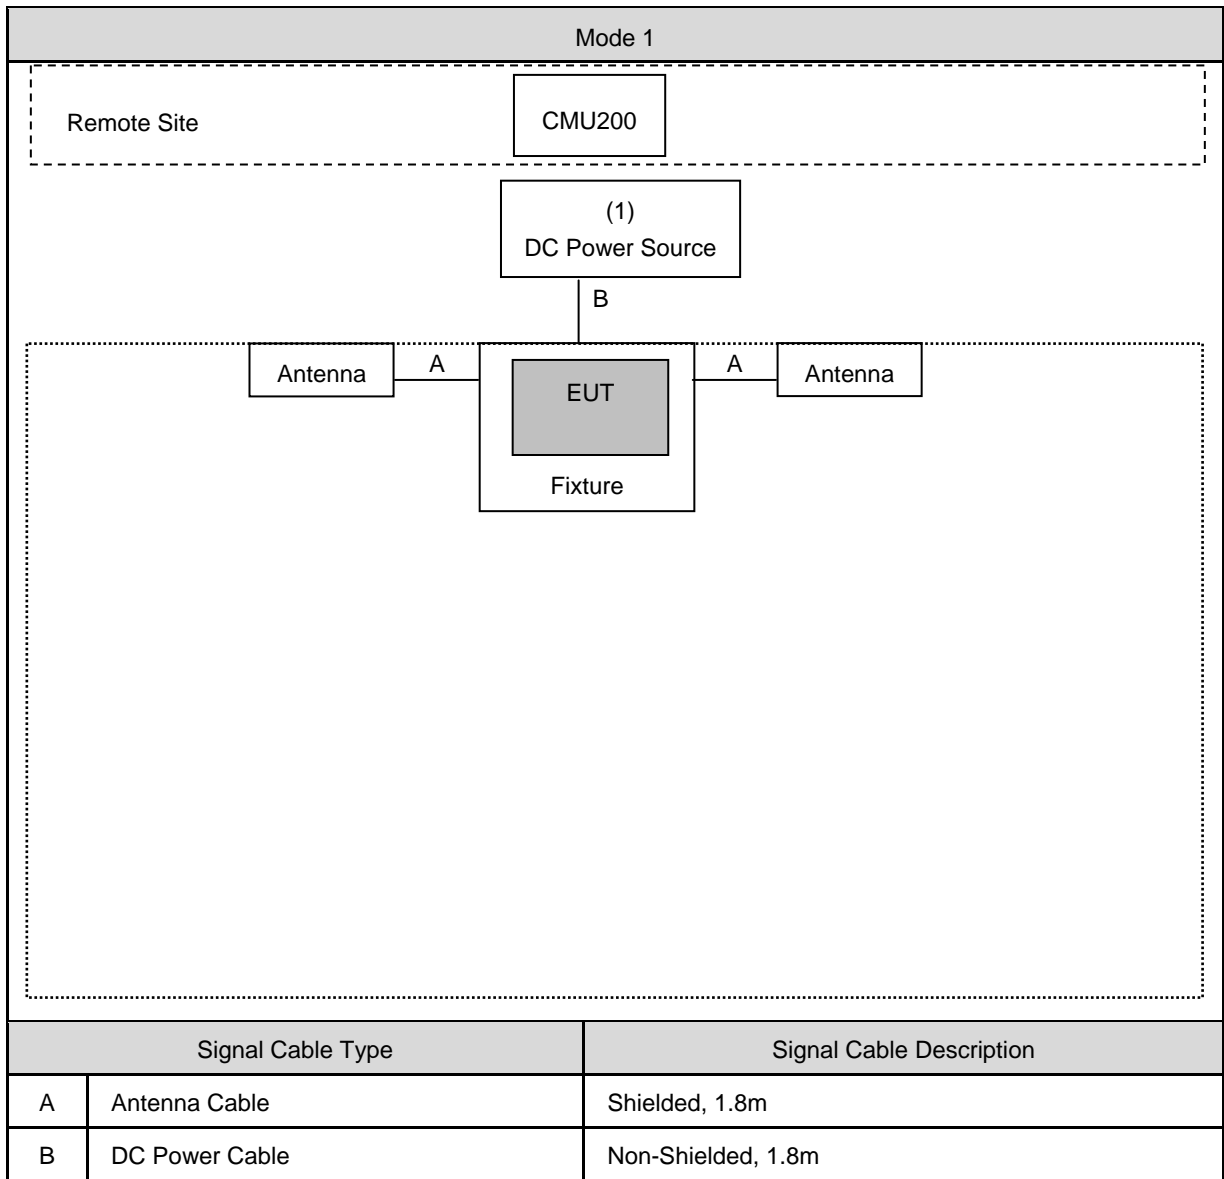 Mode 1
Remote Site
CMU200
(1)
DC Power Source
B
Antenna
A
EUT
A
Antenna
Fixture
Signal Cable Type
Signal Cable Description
A
Antenna Cable
Shielded, 1.8m
B
DC Power Cable
Non-Shielded, 1.8m